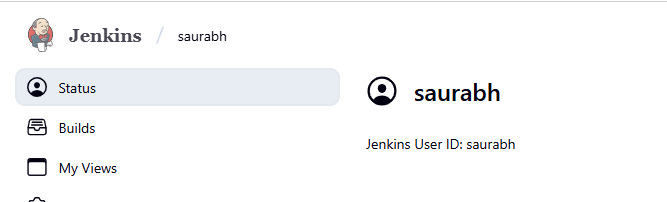 Jenkins / saurabh
Status
Builds
My Views
saurabh
Jenkins User ID: saurabh